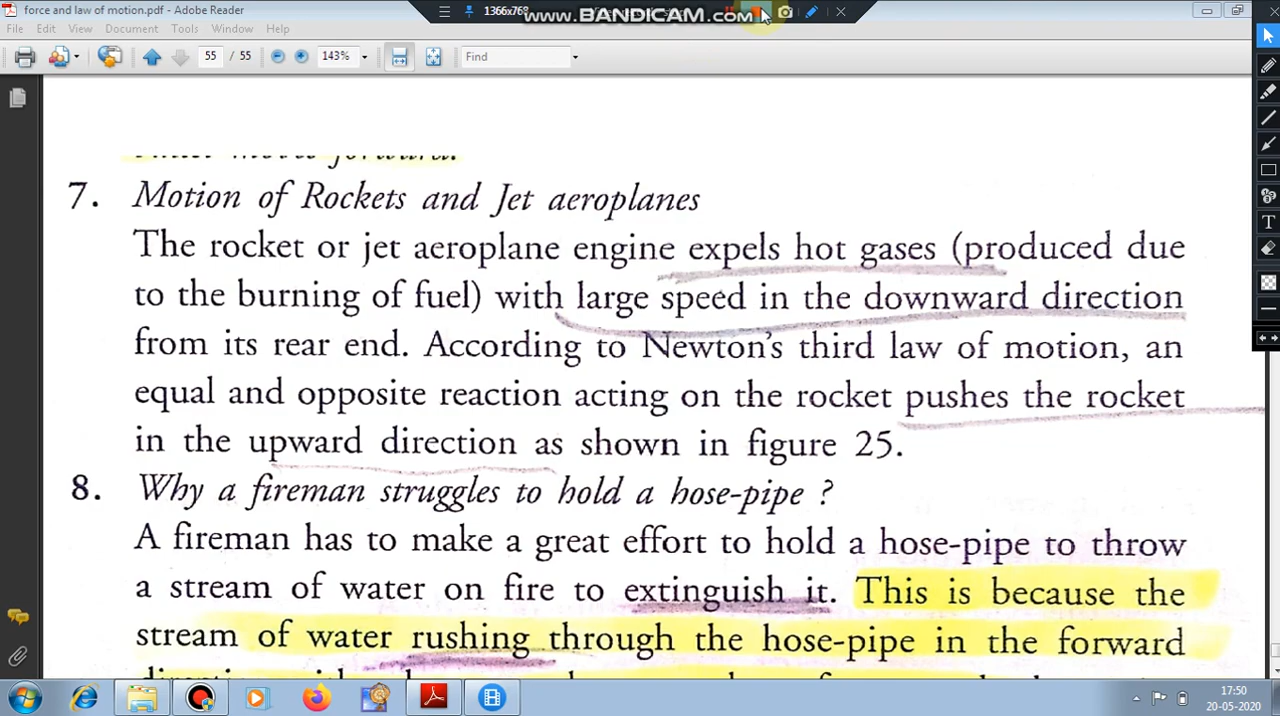 force and law of motion.pdf - Adobe Reader
1366x768
www.BANDICAM.com
File Edit View Document Tools Window Help
55 / 55 143% Find
7. Motion of Rockets and Jet aeroplanes
The rocket or jet aeroplane engine expels hot gases (produced due
to the burning of fuel) with large speed in the downward direction
from its rear end. According to Newton's third law of motion, an
equal and opposite reaction acting on the rocket pushes the rocket
in the upward direction as shown in figure 25.
8. Why a fireman struggles to hold a hose-pipe ?
A fireman has to make a great effort to hold a hose-pipe to throw
a stream of water on fire to extinguish it. This is because the
stream of water rushing through the hose-pipe in the forward
17:50
20-05-2020